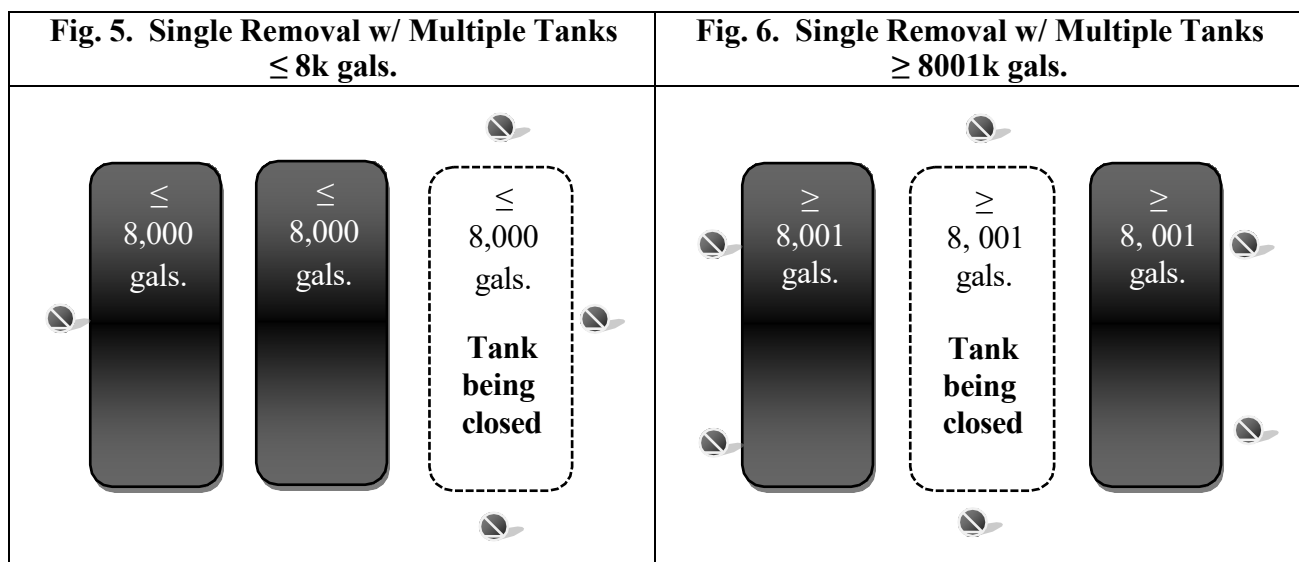 Fig. 5. Single Removal w/ Multiple Tanks
≤ 8k gals.
Fig. 6. Single Removal w/ Multiple Tanks
≥ 8001k gals.
≤
8,000
gals.
≤
8,000
gals.
≤
8,000
gals.
Tank
being
closed
≥
8,001
gals.
≥
8, 001
gals.
Tank
being
closed
≥
8, 001
gals.